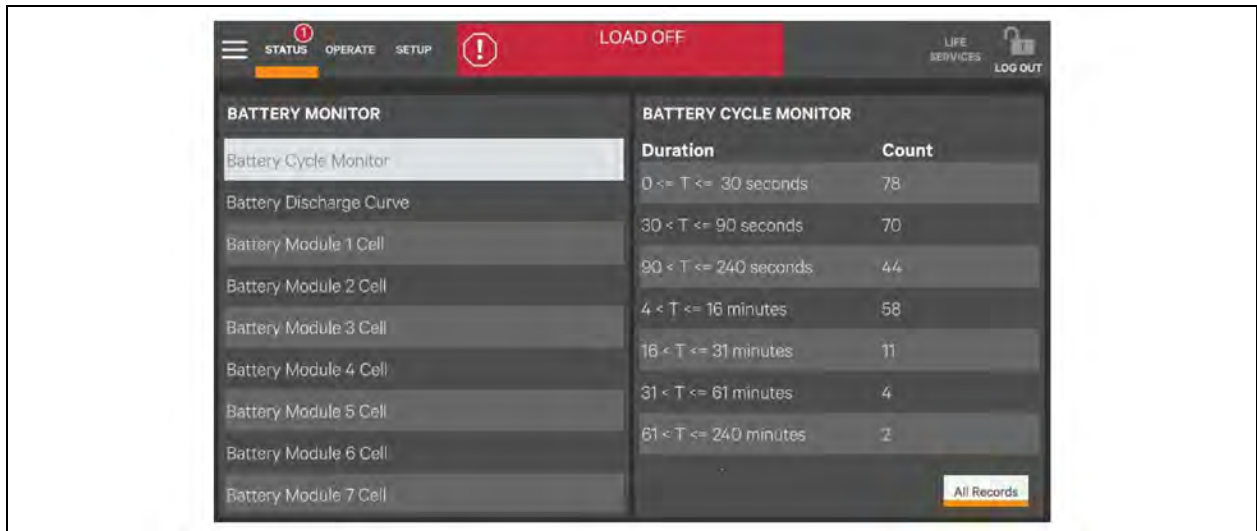 1
STATUS OPERATE SETUP
LOAD OFF
LIFE
SERVICES
LOG OUT
BATTERY MONITOR
Battery Cycle Monitor
Battery Discharge Curve
Battery Module 1 Cell
Battery Module 2 Cell
Battery Module 3 Cell
Battery Module 4 Cell
Battery Module 5 Cell
Battery Module 6 Cell
Battery Module 7 Cell
BATTERY CYCLE MONITOR
Duration Count
0 <= T <= 30 seconds 78
30 < T <= 90 seconds 70
90 < T <= 240 seconds 44
4 < T <= 16 minutes 58
16 < T <= 31 minutes 11
31 < T <= 61 minutes 4
61 < T <= 240 minutes 2
All Records